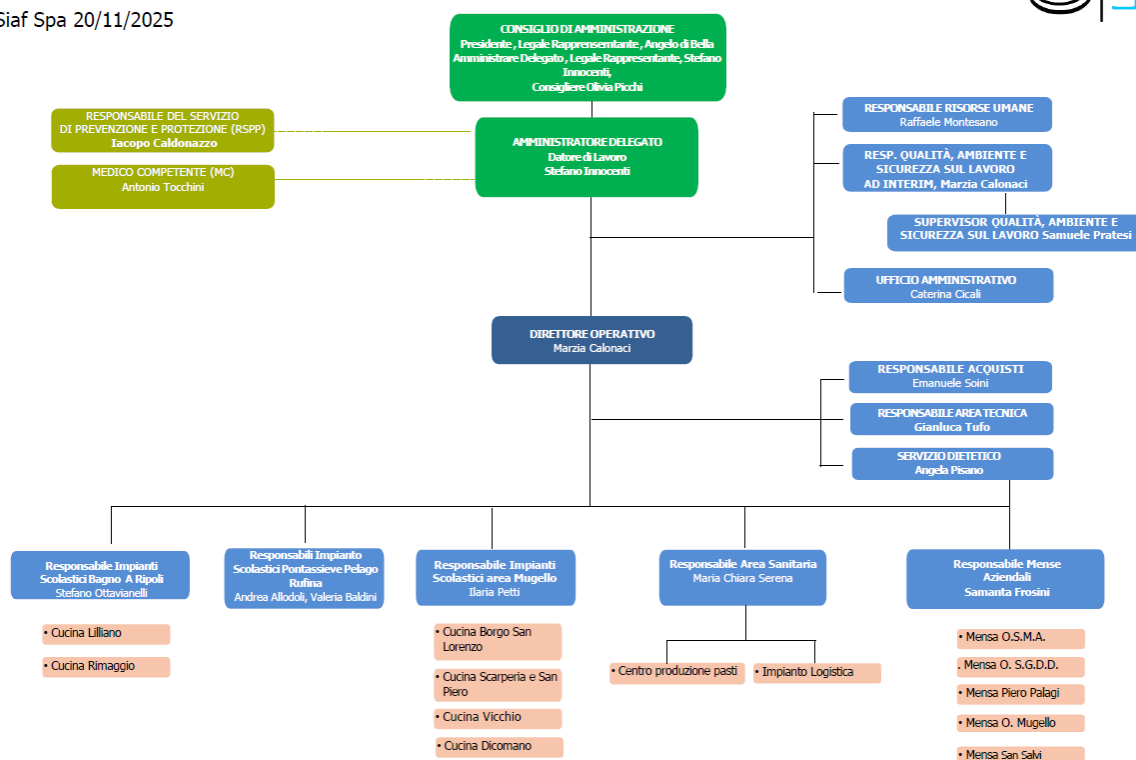 Siaf Spa 20/11/2025
CONSIGLIO DI AMMINISTRAZIONE
Presidente , Legale Rapprensemtante , Angelo di Bella
Amministrare Delegato , Legale Rappresentante, Stefano
Innocenti,
Consigliere Olivia Picchi
RESPONSABILE DEL SERVIZIO
DI PREVENZIONE E PROTEZIONE (RSPP)
Iacopo Caldonazzo
MEDICO COMPETENTE (MC)
Antonio Tocchini
AMMINISTRATORE DELEGATO
Datore di Lavoro
Stefano Innocenti
RESPONSABILE RISORSE UMANE
Raffaele Montesano
RESP. QUALITÀ, AMBIENTE E
SICUREZZA SUL LAVORO
AD INTERIM, Marzia Calonaci
SUPERVISOR QUALITÀ, AMBIENTE E
SICUREZZA SUL LAVORO Samuele Pratesi
UFFICIO AMMINISTRATIVO
Caterina Cicali
DIRETTORE OPERATIVO
Marzia Calonaci
RESPONSABILE ACQUISTI
Emanuele Soini
RESPONSABILE AREA TECNICA
Gianluca Tufo
SERVIZIO DIETETICO
Angela Pisano
Responsabile Impianti
Scolastici Bagno A Ripoli
Stefano Ottavianelli
• Cucina Lilliano
• Cucina Rimaggio
Responsabili Impianto
Scolastici Pontassieve Pelago
Rufina
Andrea Allodoli, Valeria Baldini
Responsabile Impianti
Scolastici area Mugello
Ilaria Petti
• Cucina Borgo San
Lorenzo
• Cucina Scarperia e San
Piero
• Cucina Vicchio
• Cucina Dicomano
Responsabile Area Sanitaria
Maria Chiara Serena
• Centro produzione pasti
• Impianto Logistica
Responsabile Mense
Aziendali
Samanta Frosini
• Mensa O.S.M.A.
. Mensa O. S.G.D.D.
• Mensa Piero Palagi
• Mensa O. Mugello
• Mensa San Salvi